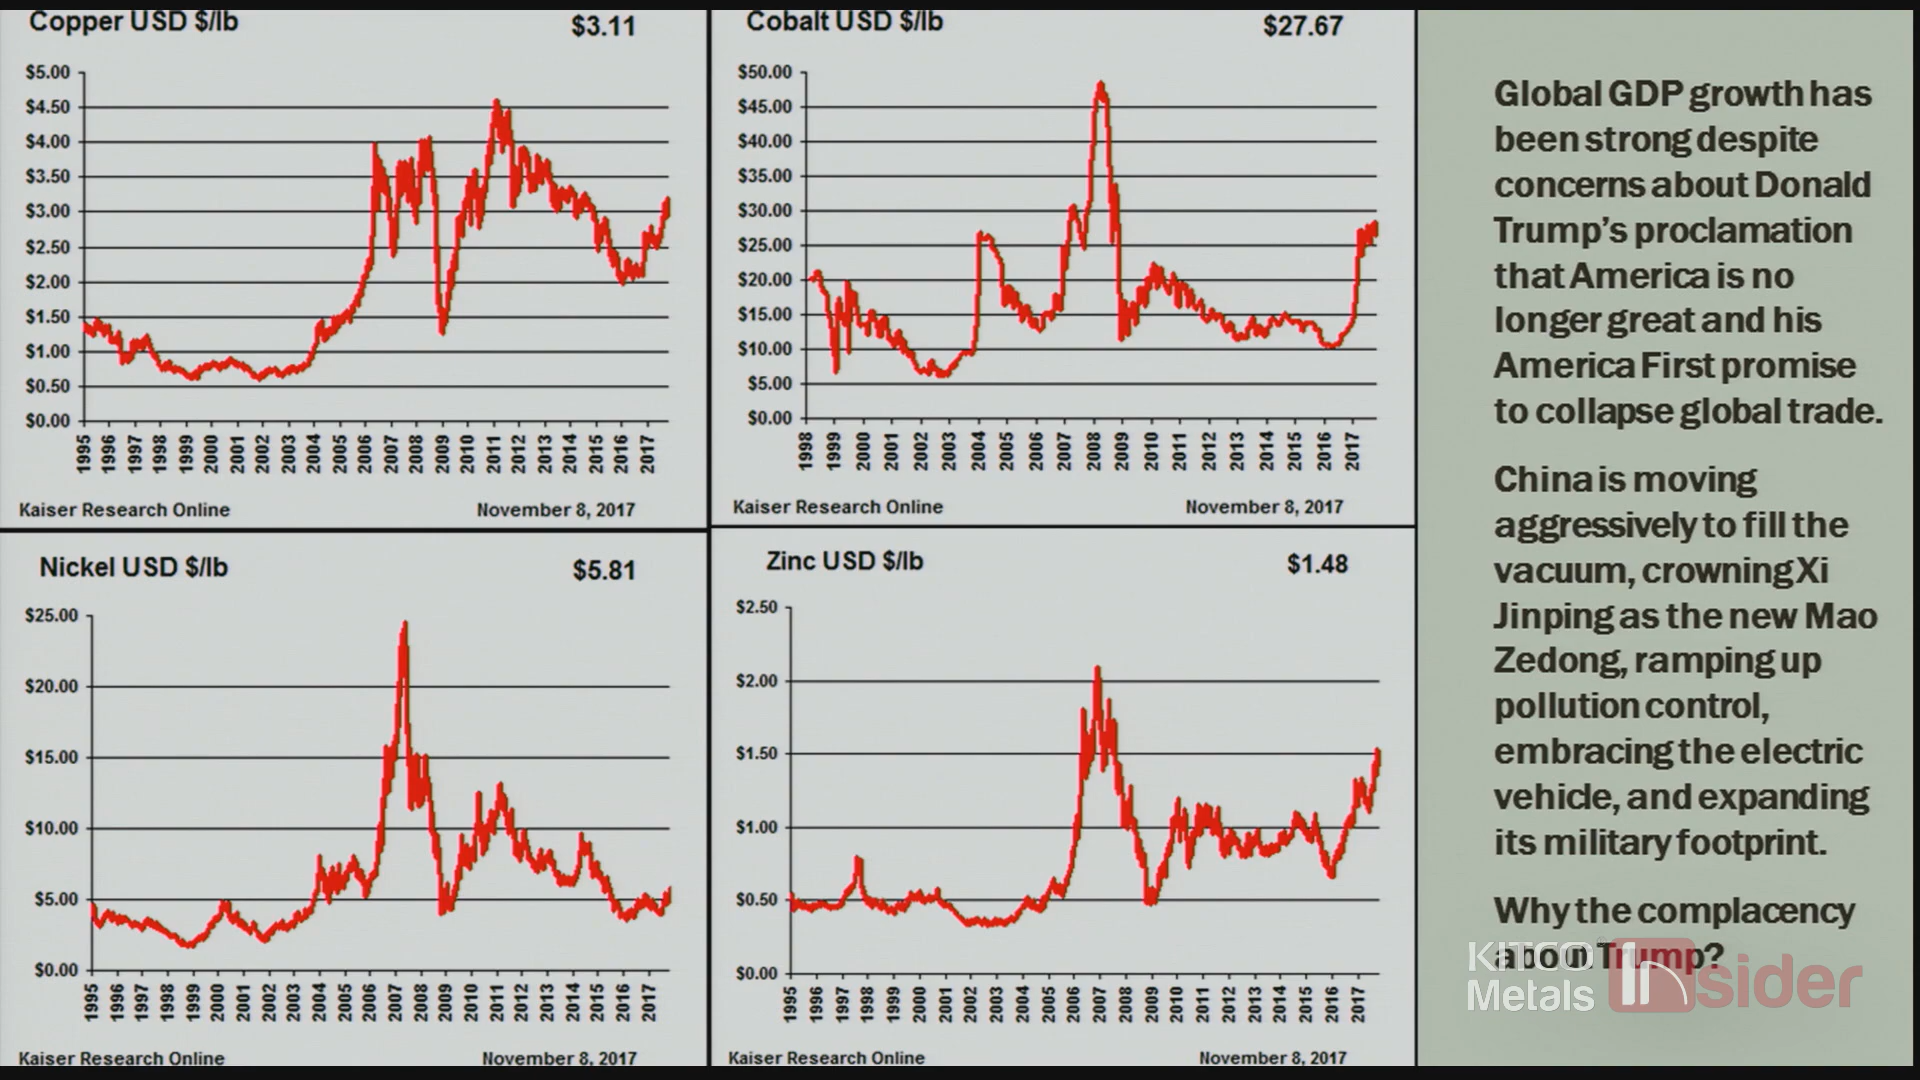 Copper USD $/lb
$3.11
$5.00
$4.50
$4.00
$3.50
$3.00
$2.50
$2.00
$1.50
$1.00
$0.50
$0.00
1995 1996 1997 1998 1999 2000 2001 2002 2003 2004 2005 2006 2007 2009 2010 2011 2012 2013 2014 2015 2016 2017
Kaiser Research Online
November 8, 2017
Cobalt USD $/lb
$27.67
$50.00
$45.00
$40.00
$35.00
$30.00
$25.00
$20.00
$15.00
$10.00
$5.00
$0.00
1998 1999 2000 2001 2002 2003 2004 2005 2006 2007 2008 2009 2010 2011 2012 2013 2014 2015 2016 2017
Kaiser Research Online
November 8, 2017
Nickel USD $/lb
$5.81
$25.00
$20.00
$15.00
$10.00
$5.00
$0.00
1995 1996 1997 1998 1999 2000 2001 2002 2003 2004 2005 2006 2007 2008 2009 2010 2011 2012 2013 2014 2015 2016 2017
Kaiser Research Online
November 8, 2017
Zinc USD $/lb
$1.48
$2.50
$2.00
$1.50
$1.00
$0.50
$0.00
1995 1996 1997 1998 1999 2000 2001 2002 2003 2004 2005 2006 2007 2008 2009 2010 2011 2012 2013 2014 2015 2016 2017
Kaiser Research Online
November 8, 2017
Global GDP growth has
been strong despite
concerns about Donald
Trump's proclamation
that America is no
longer great and his
America First promise
to collapse global trade.
China is moving
aggressively to fill the
vacuum, crowning Xi
Jinping as the new Mao
Zedong, ramping up
pollution control,
embracing the electric
vehicle, and expanding
its military footprint.
Why the complacency
about Trump?
KITCO
Metals
Insider